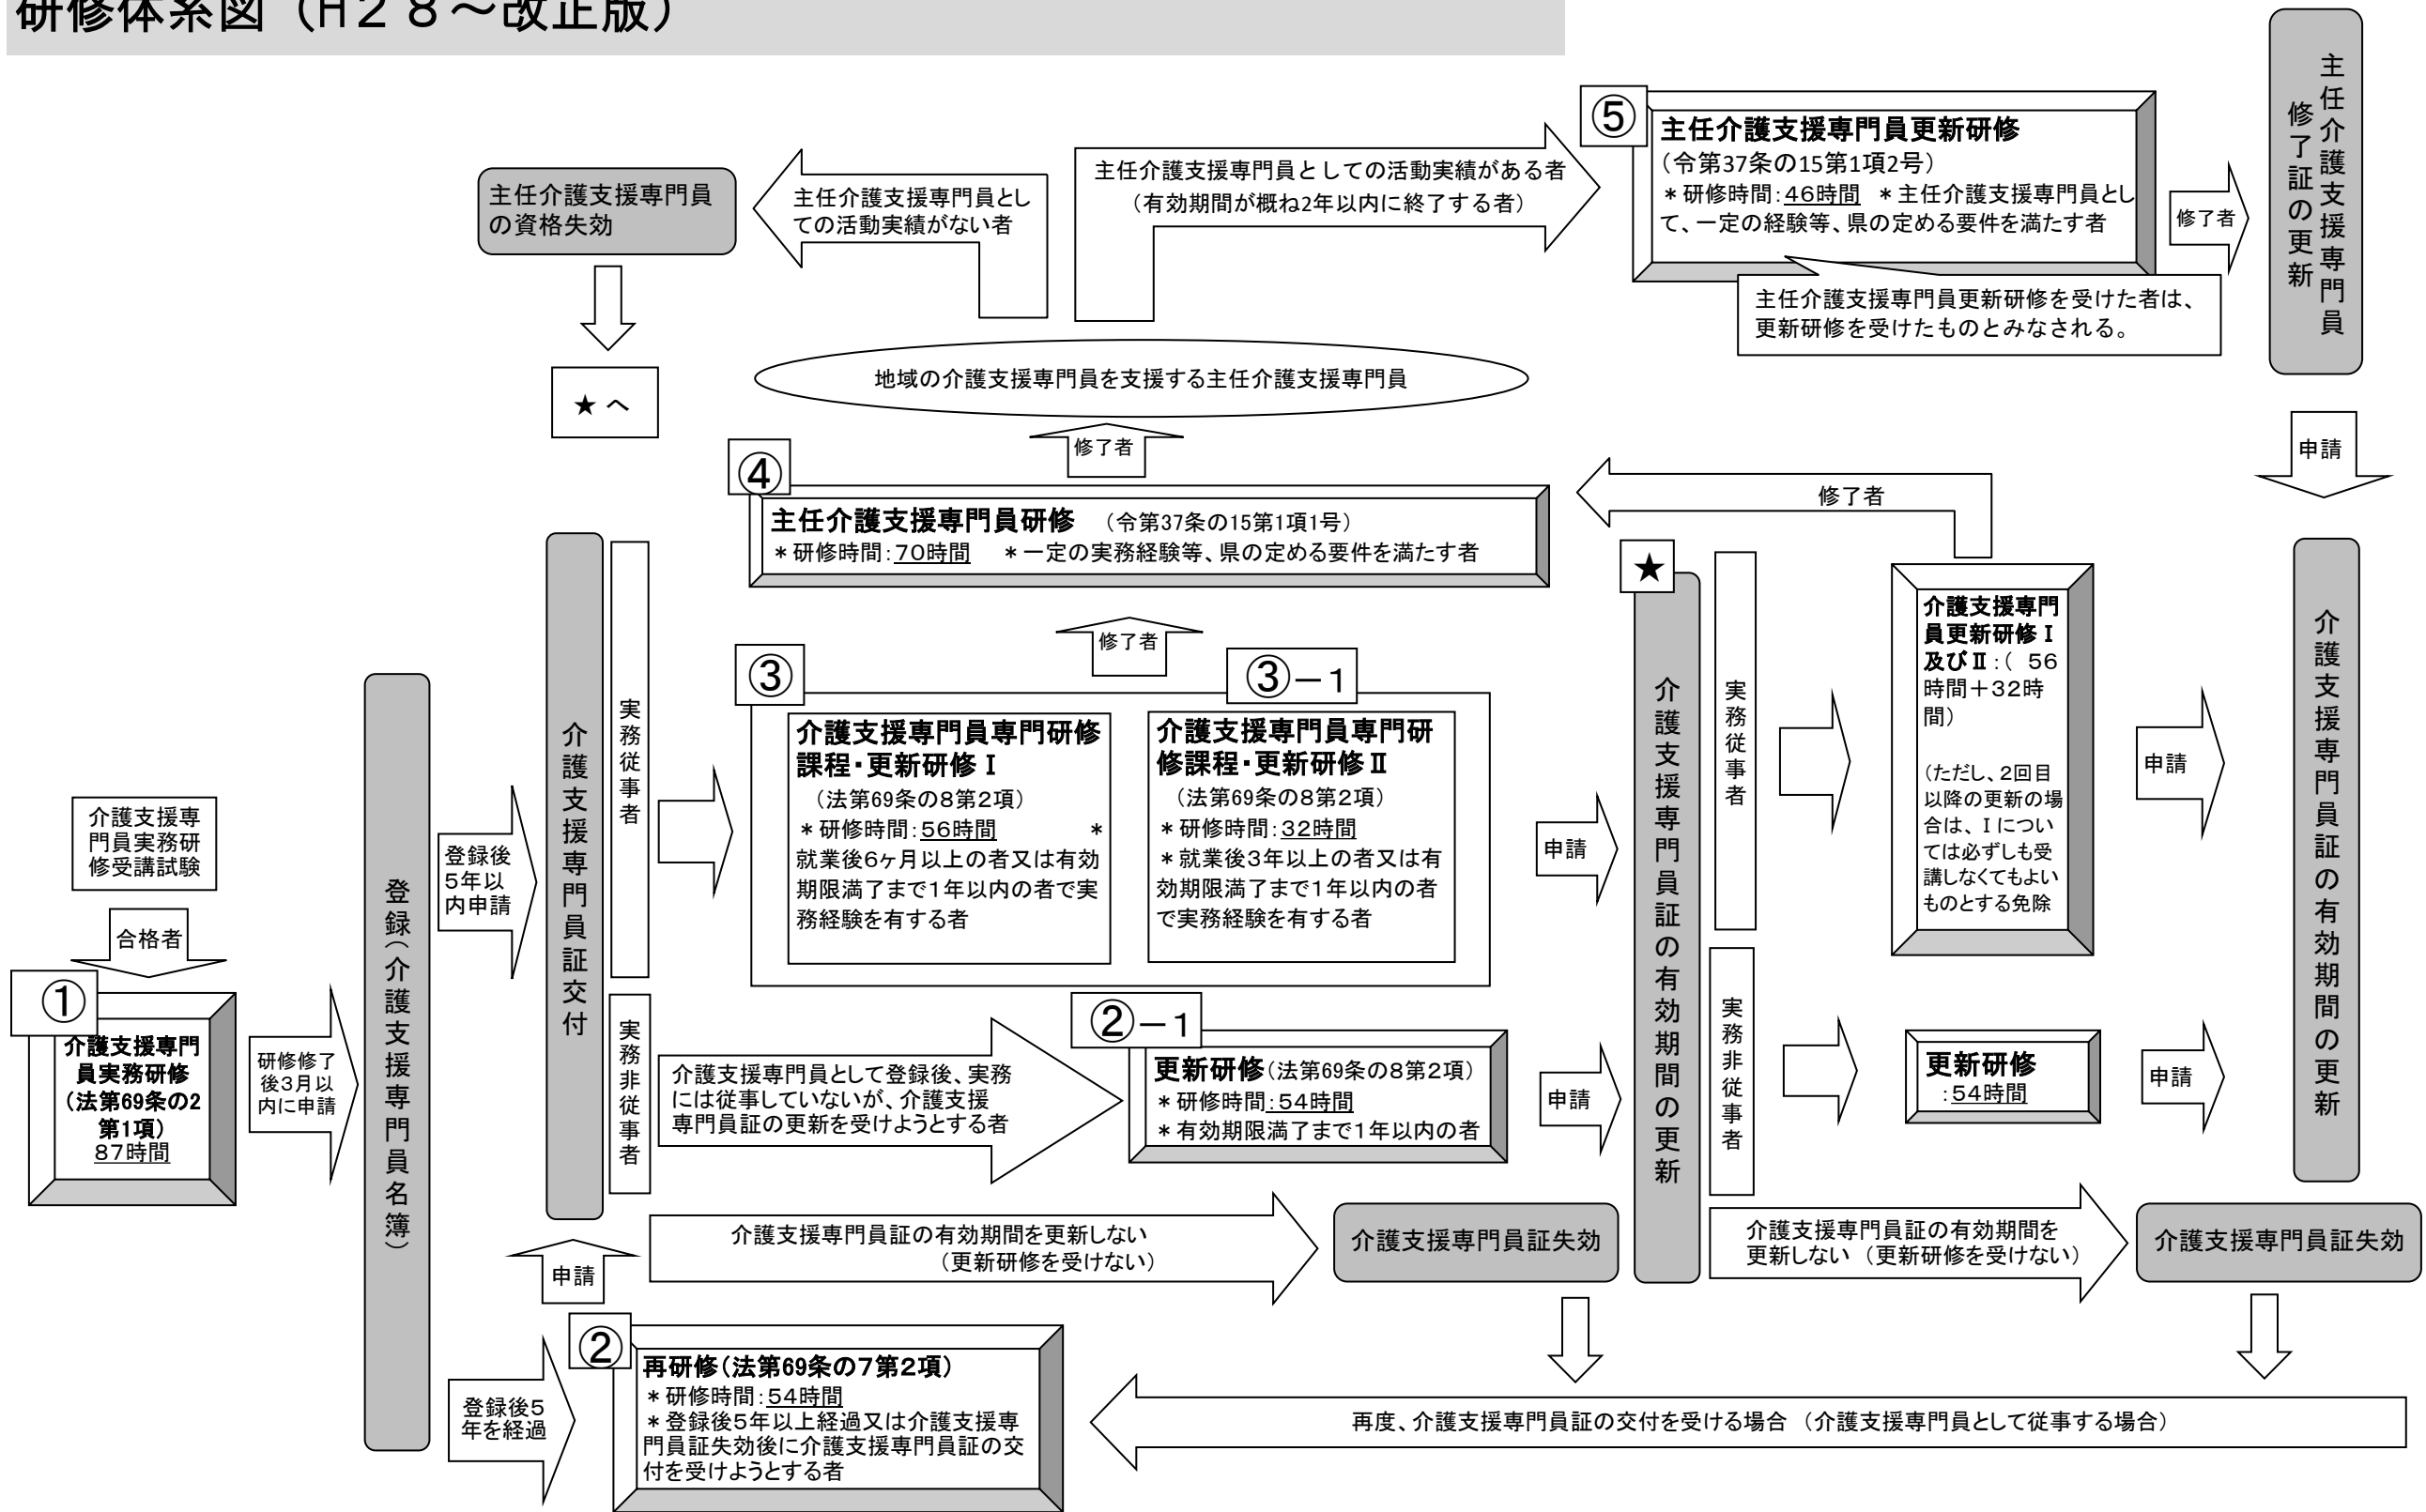 研修体系図（H２８～改正版）
主任介護支援専門員
修了証の更新
⑤
主任介護支援専門員更新研修
（令第37条の15第1項2号）
＊研修時間：46時間　＊主任介護支援専門員とし
て、一定の経験等、県の定める要件を満たす者
修了者
主任介護支援専門員更新研修を受けた者は、
更新研修を受けたものとみなされる。
主任介護支援専門員としての活動実績がある者
（有効期間が概ね2年以内に終了する者）
主任介護支援専門員とし
ての活動実績がない者
主任介護支援専門員
の資格失効
★ へ
地域の介護支援専門員を支援する主任介護支援専門員
修了者
申請
④
主任介護支援専門員研修　（令第37条の15第1項1号）
＊研修時間：70時間　＊一定の実務経験等、県の定める要件を満たす者
修了者
修了者
③
③－１
介護支援専門員専門研修
課程・更新研修Ⅰ
（法第69条の8第2項）
＊研修時間：56時間　　　＊
就業後6ヶ月以上の者又は有効
期限満了まで1年以内の者で実
務経験を有する者
介護支援専門員専門研
修課程・更新研修Ⅱ
（法第69条の8第2項）
＊研修時間：32時間
＊就業後3年以上の者又は有
効期限満了まで1年以内の者
で実務経験を有する者
申請
★
介護支援専門員証の有効期間の更新
実務従事者
介護支援専門
員更新研修Ⅰ
及びⅡ：（ 56
時間＋32時
間）
（ただし、2回目
以降の更新の場
合は、Ⅰについ
ては必ずしも受
講しなくてもよい
ものとする免除
申請
介護支援専門員証の有効期間の更新
介護支援専
門員実務研
修受講試験
合格者
①
介護支援専門
員実務研修
（法第69条の2
第1項）
87時間
研修修了
後3月以
内に申請
登録（介護支援専門員名簿）
登録後
5年以
内申請
介護支援専門員証交付
実務従事者
実務非従事者
介護支援専門員として登録後、実務
には従事していないが、介護支援
専門員証の更新を受けようとする者
②－１
更新研修（法第69条の8第2項）
＊研修時間：54時間
＊有効期限満了まで1年以内の者
申請
実務非従事者
更新研修
：54時間
申請
介護支援専門員証の有効期間を更新しない
（更新研修を受けない）
介護支援専門員証失効
介護支援専門員証の有効期間を
更新しない （更新研修を受けない）
介護支援専門員証失効
申請
登録後5
年を経過
②
再研修（法第69条の7第2項）
＊研修時間：54時間
＊登録後5年以上経過又は介護支援専
門員証失効後に介護支援専門員証の交
付を受けようとする者
再度、介護支援専門員証の交付を受ける場合 （介護支援専門員として従事する場合）